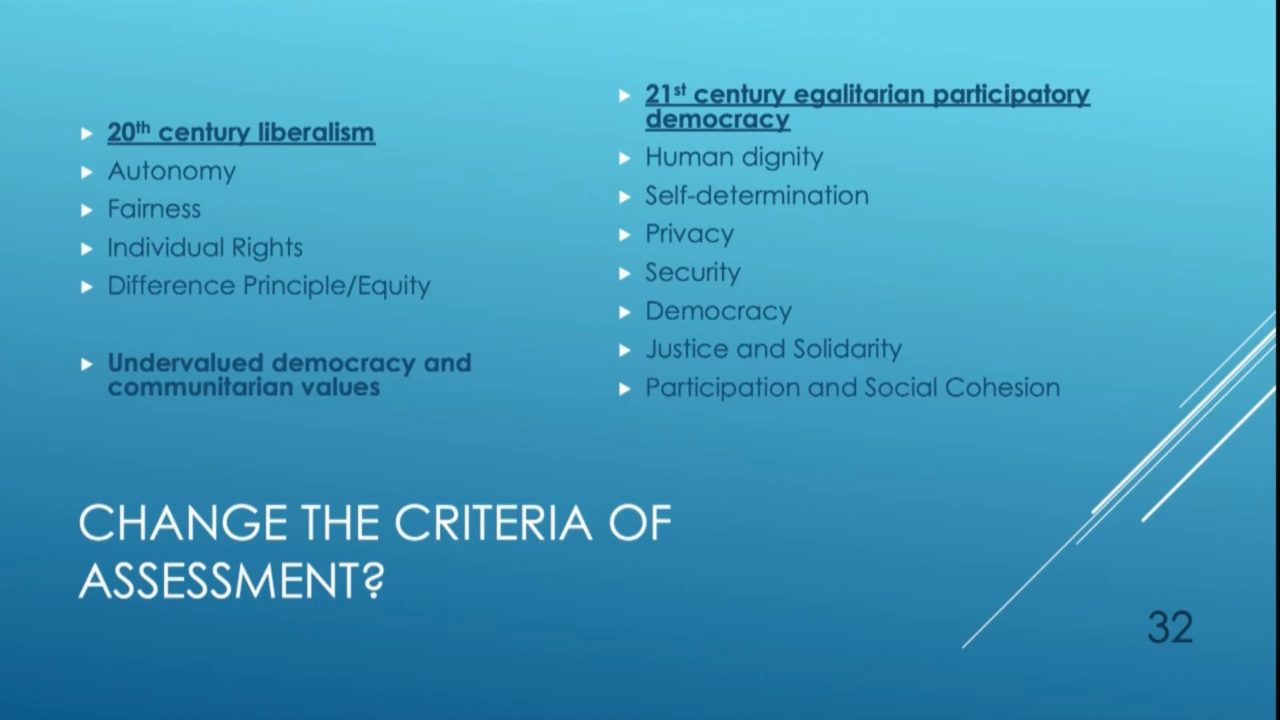 20th century liberalism
Autonomy
Fairness
Individual Rights
Difference Principle/Equity
Undervalued democracy and
communitarian values
21st century egalitarian participatory
democracy
Human dignity
Self-determination
Privacy
Security
Democracy
Justice and Solidarity
Participation and Social Cohesion
CHANGE THE CRITERIA OF
ASSESSMENT?
32